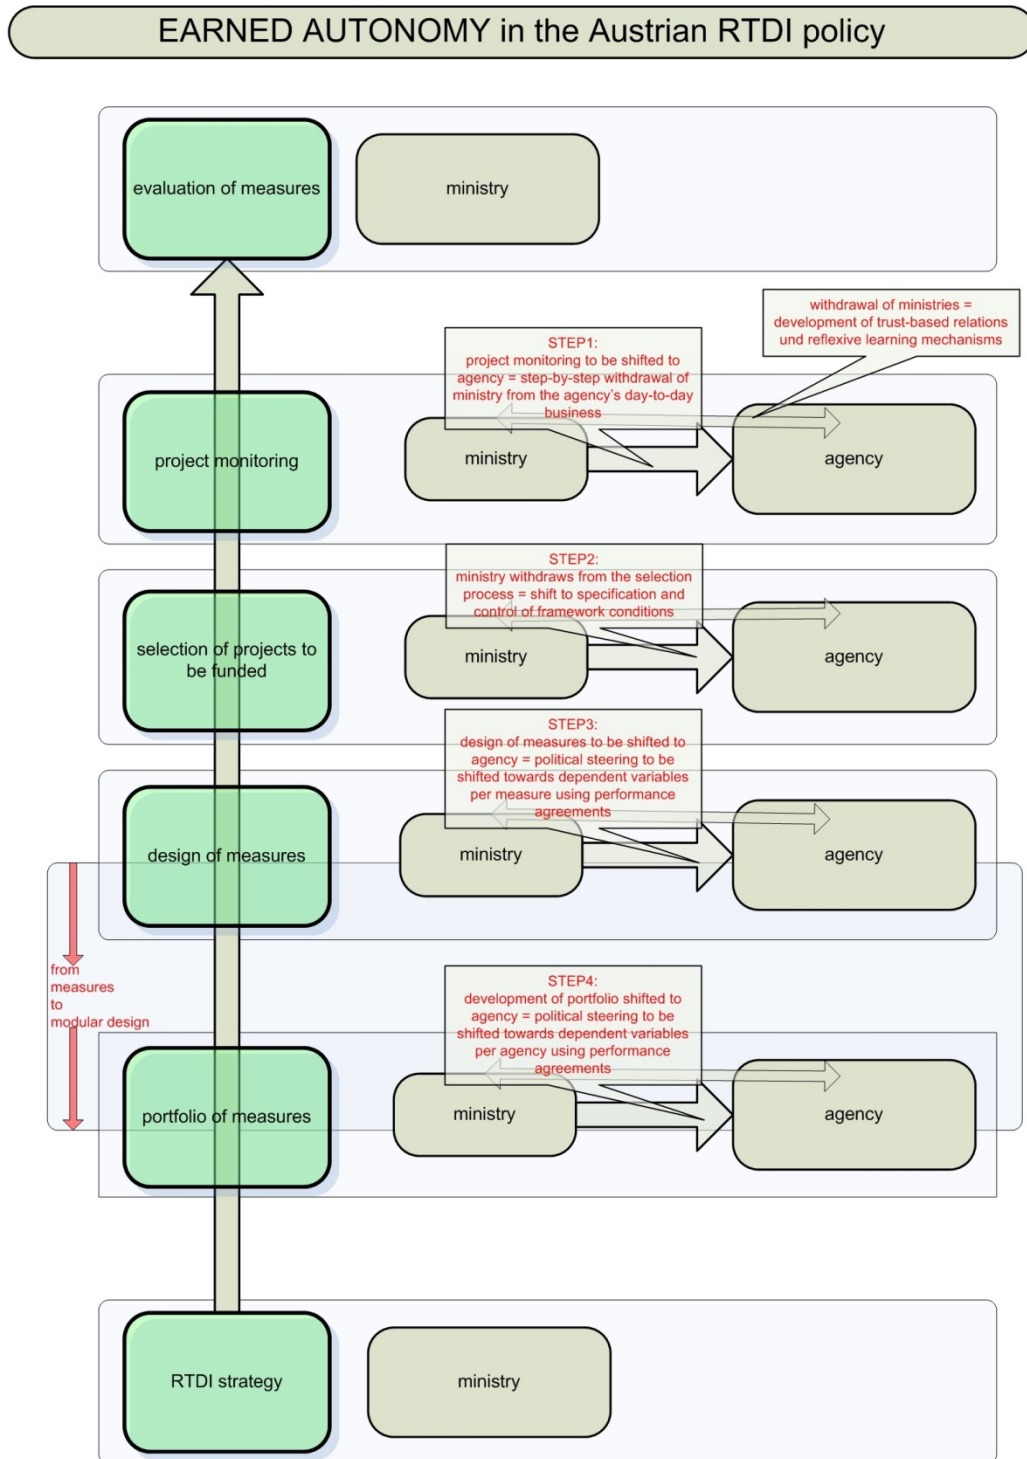 EARNED AUTONOMY in the Austrian RTDI policy
evaluation of measures
ministry
withdrawal of ministries =
development of trust-based relations
und reflexive learning mechanisms
STEP1:
project monitoring to be shifted to
agency = step-by-step withdrawal of
ministry from the agency's day-to-day
business
project monitoring
ministry
agency
STEP2:
ministry withdraws from the selection
process = shift to specification and
control of framework conditions
selection of projects to
be funded
ministry
agency
STEP3:
design of measures to be shifted to
agency = political steering to be
shifted towards dependent variables
per measure using performance
agreements
design of measures
ministry
agency
from
measures
to
modular design
STEP4:
development of portfolio shifted to
agency = political steering to be
shifted towards dependent variables
per agency using performance
agreements
portfolio of measures
ministry
agency
RTDI strategy
ministry